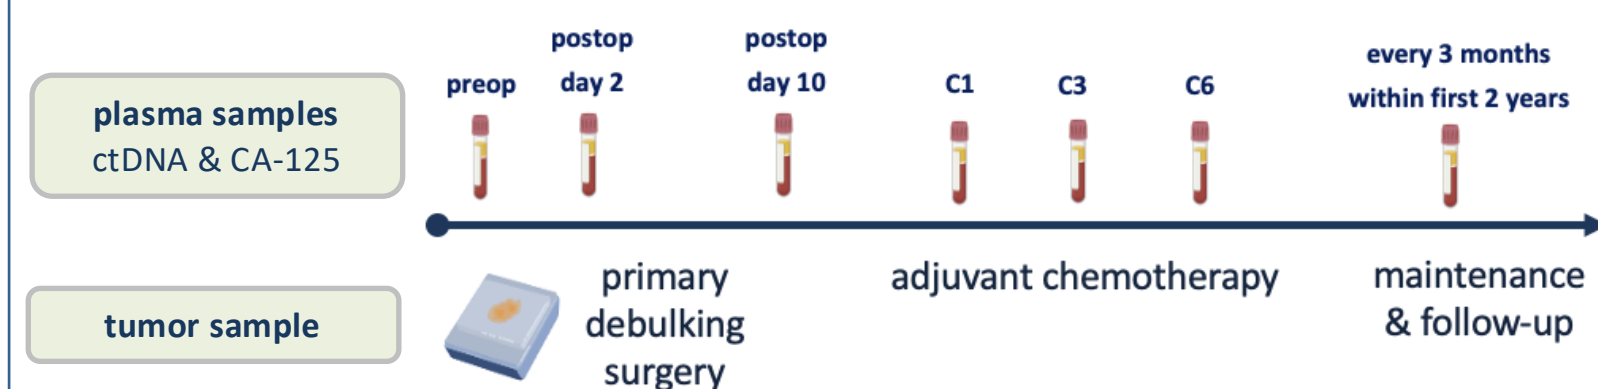 plasma samples
ctDNA & CA-125
preop
postop
day 2
postop
day 10
C1
C3
C6
every 3 months
within first 2 years
tumor sample
primary
debulking
surgery
adjuvant chemotherapy
maintenance
& follow-up